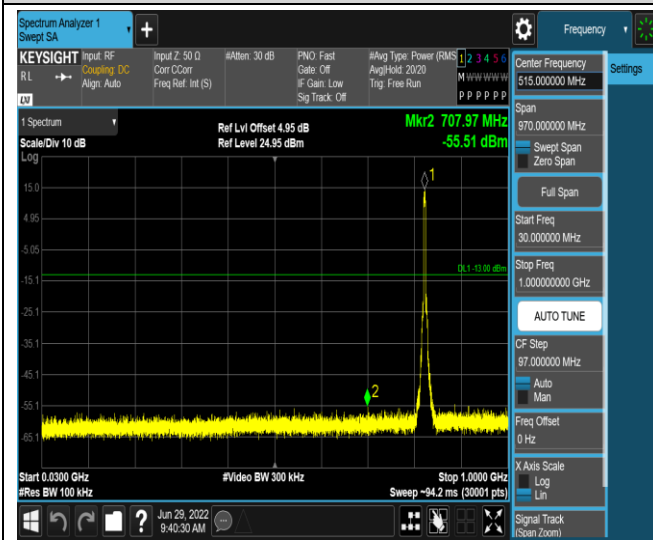 Spectrum Analyzer 1
Swept SA
Frequency
KEYSIGHT
RL
LXI
Input: RF
Coupling: DC
Align: Auto
Input Z: 50 Ω
Corr CCorr
Freq Ref: Int (S)
#Atten: 30 dB
PNO: Fast
Gate: Off
IF Gain: Low
Sig Track: Off
#Avg Type: Power (RMS
Avg|Hold: 20/20
Trig: Free Run
1 2 3 4 5 6
M W W W W W
P P P P P P
Center Frequency
515.000000 MHz
Settings
Span
970.000000 MHz
Swept Span
Zero Span
Full Span
Start Freq
30.000000 MHz
Stop Freq
1.000000000 GHz
AUTO TUNE
CF Step
97.000000 MHz
Auto
Man
Freq Offset
0 Hz
X Axis Scale
Log
Lin
Signal Track
(Span Zoom)
1 Spectrum
Scale/Div 10 dB
Ref Lvl Offset 4.95 dB
Ref Level 24.95 dBm
Mkr2 707.97 MHz
-55.51 dBm
Log
15.0
4.95
-5.05
-15.1
-25.1
-35.1
-45.1
-55.1
-65.1
1
DL1 -13.00 dBm
2
Start 0.0300 GHz
#Res BW 100 kHz
#Video BW 300 kHz
Stop 1.0000 GHz
Sweep ~94.2 ms (30001 pts)
?
Jun 29, 2022
9:40:30 AM